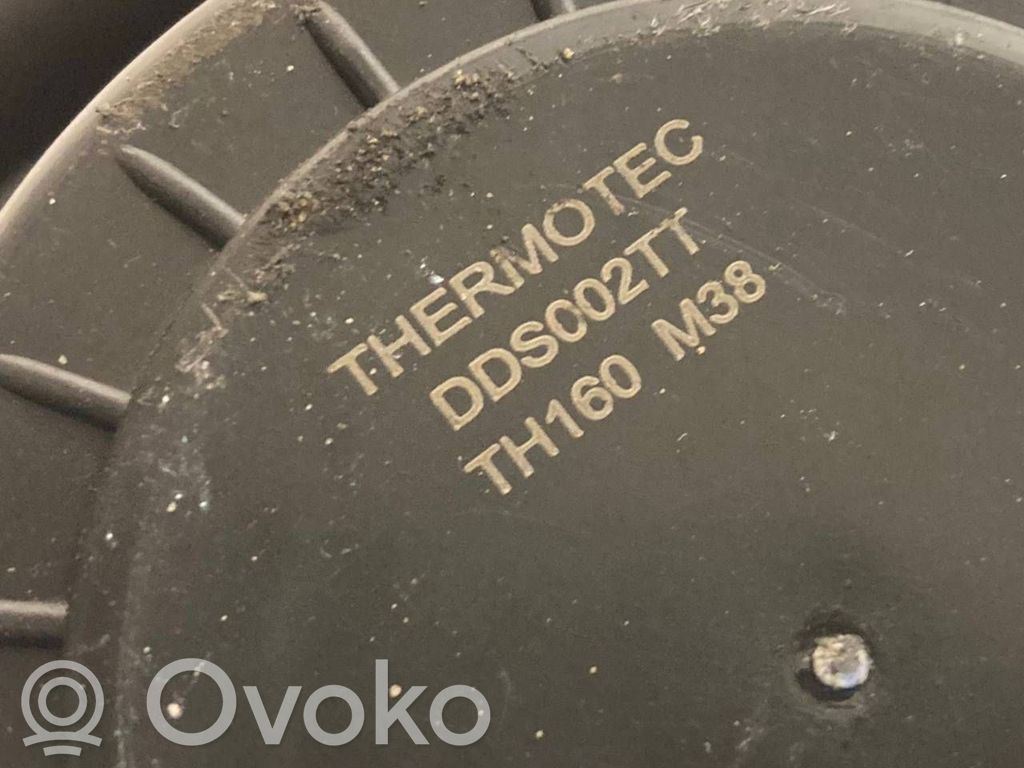 THERMOTEC
DDS002TT
TH160 M38
Ovoko